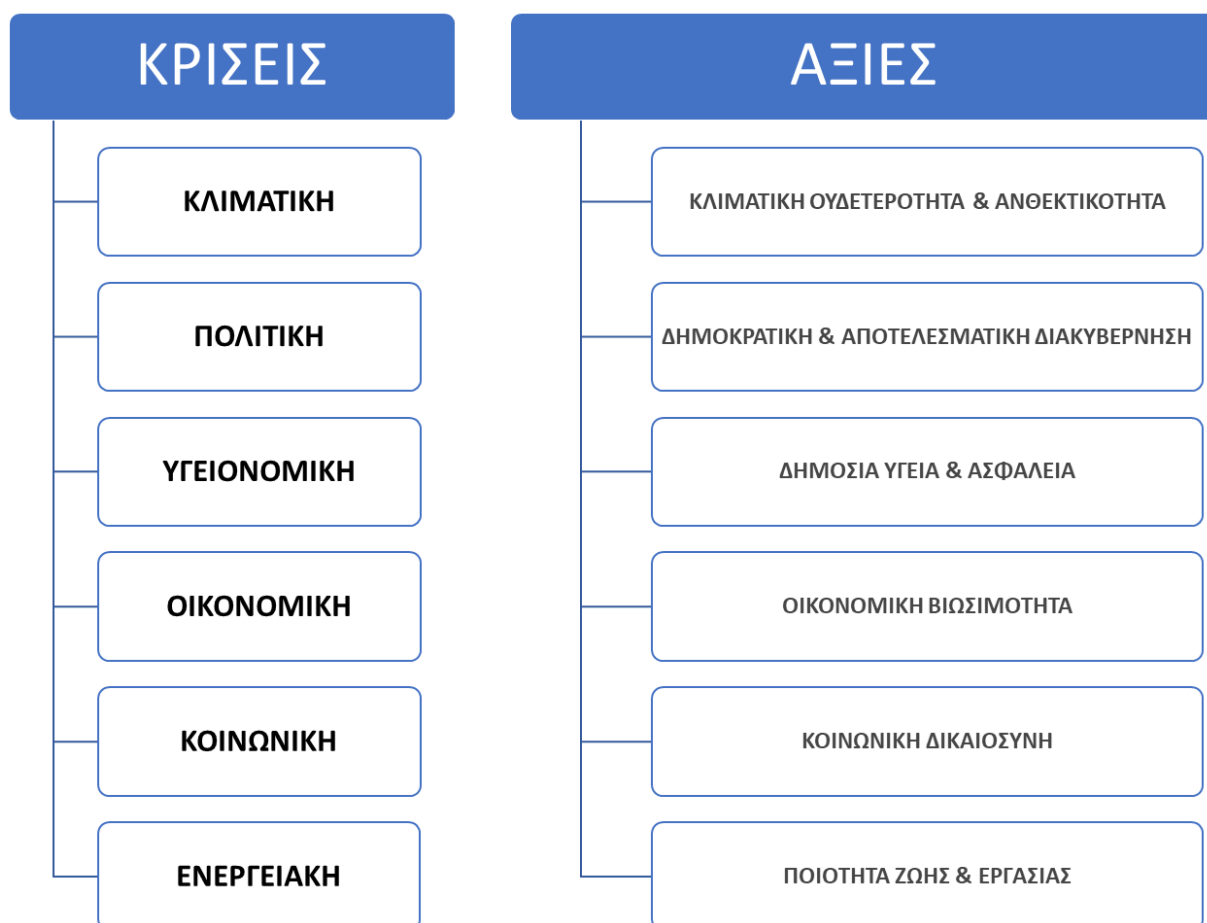 ΚΡΙΣΕΙΣ
ΚΛΙΜΑΤΙΚΗ
ΠΟΛΙΤΙΚΗ
ΥΓΕΙΟΝΟΜΙΚΗ
ΟΙΚΟΝΟΜΙΚΗ
ΚΟΙΝΩΝΙΚΗ
ΕΝΕΡΓΕΙΑΚΗ
ΑΞΙΕΣ
ΚΛΙΜΑΤΙΚΗ ΟΥΔΕΤΕΡΟΤΗΤΑ & ΑΝΘΕΚΤΙΚΟΤΗΤΑ
ΔΗΜΟΚΡΑΤΙΚΗ & ΑΠΟΤΕΛΕΣΜΑΤΙΚΗ ΔΙΑΚΥΒΕΡΝΗΣΗ
ΔΗΜΟΣΙΑ ΥΓΕΙΑ & ΑΣΦΑΛΕΙΑ
ΟΙΚΟΝΟΜΙΚΗ ΒΙΩΣΙΜΟΤΗΤΑ
ΚΟΙΝΩΝΙΚΗ ΔΙΚΑΙΟΣΥΝΗ
ΠΟΙΟΤΗΤΑ ΖΩΗΣ & ΕΡΓΑΣΙΑΣ